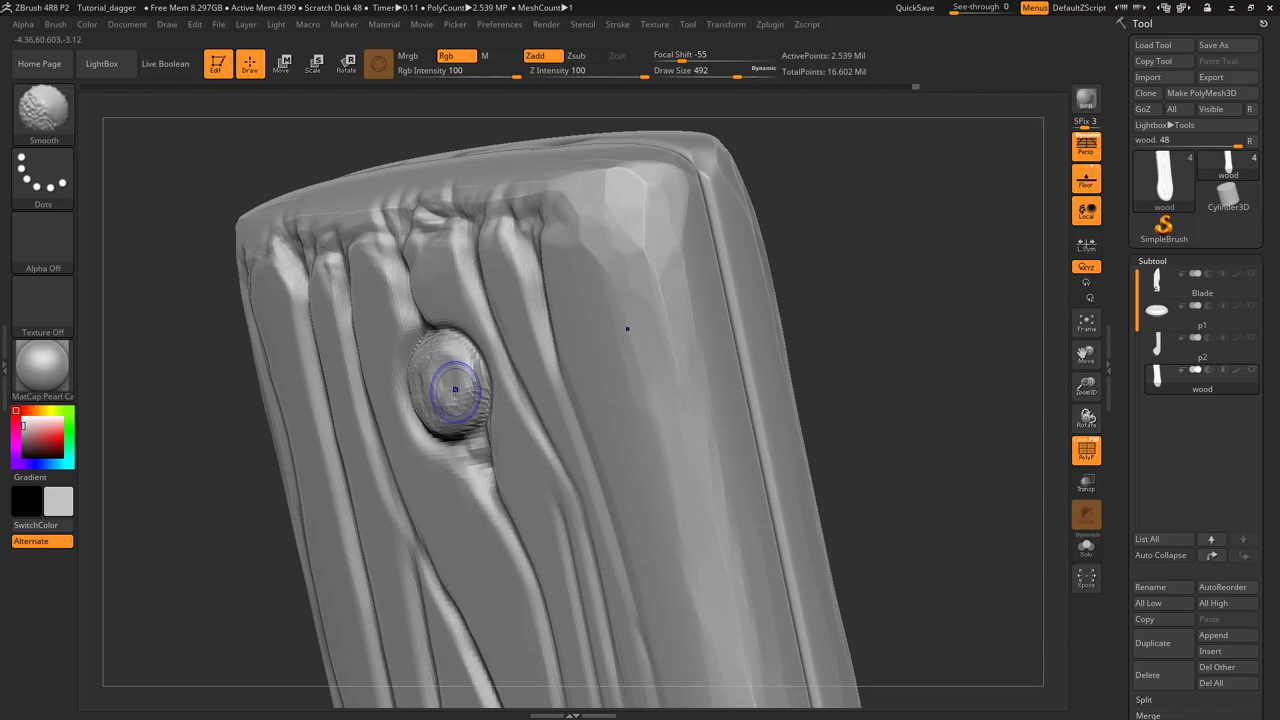 ZBrush 4R8 P2 Tutorial_dagger • Free Mem 8.297GB • Active Mem 4399 • Scratch Disk 48 • Timer▶0.11 • PolyCount▶2.539 MP • MeshCount▶1 QuickSave See-through 0 Menus DefaultZScript
Alpha Brush Color Document Draw Edit File Layer Light Macro Marker Movie Picker Preferences Render Stencil Stroke Texture Tool Transform Zplugin Zscript
Tool
-4.36,60.603,-3.12
Home Page LightBox Live Boolean Edit Draw Move Scale Rotate
Mrgb Rgb M Zadd Zsub Zcut Focal Shift -55 ActivePoints: 2.539 Mil
Rgb Intensity 100 Z Intensity 100 Draw Size 492 Dynamic TotalPoints: 16.602 Mil
Load Tool Save As
Copy Tool Paste Tool
Import Export
Clone Make PolyMesh3D
GoZ All Visible R
Lightbox▶Tools
wood. 48 R
4 4
wood
wood Cylinder3D
SimpleBrush
Subtool
Blade
p1
p2
wood
List All
Auto Collapse
Rename AutoReorder
All Low All High
Copy Paste
Duplicate Append
Insert
Delete Del Other
Del All
Split
Merge
Smooth
Dots
Alpha Off
Texture Off
MatCap Pearl Ca
Gradient
SwitchColor
Alternate
BPR
SPix 3
Dynamic
Persp
Floor
Local
L.Sym
XYZ
Frame
Move
Zoom3D
Rotate
PolyF
Transp
Ghost
Dynamic
Solo
Xpose